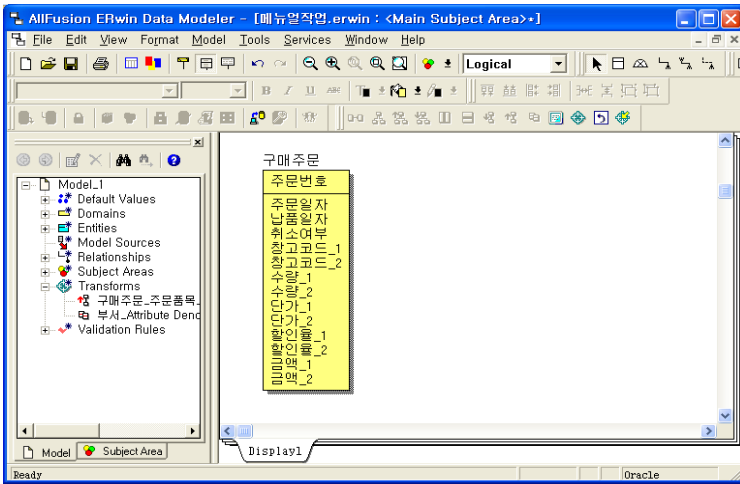 AllFusion ERwin Data Modeler - [메뉴얼작업.erwin : <Main Subject Area>*]
File Edit View Format Model Tools Services Window Help
Logical
B I U ABC T
Model_1
Default Values
Domains
Entities
Model Sources
Relationships
Subject Areas
Transforms
구매주문_주문품목_
부서_Attribute Deno
Validation Rules
Model Subject Area
구매주문
주문번호
주문일자
납품일자
취소여부
창고코드_1
창고코드_2
수량_1
수량_2
단가_1
단가_2
할인율_1
할인율_2
금액_1
금액_2
Display1
Ready Oracle